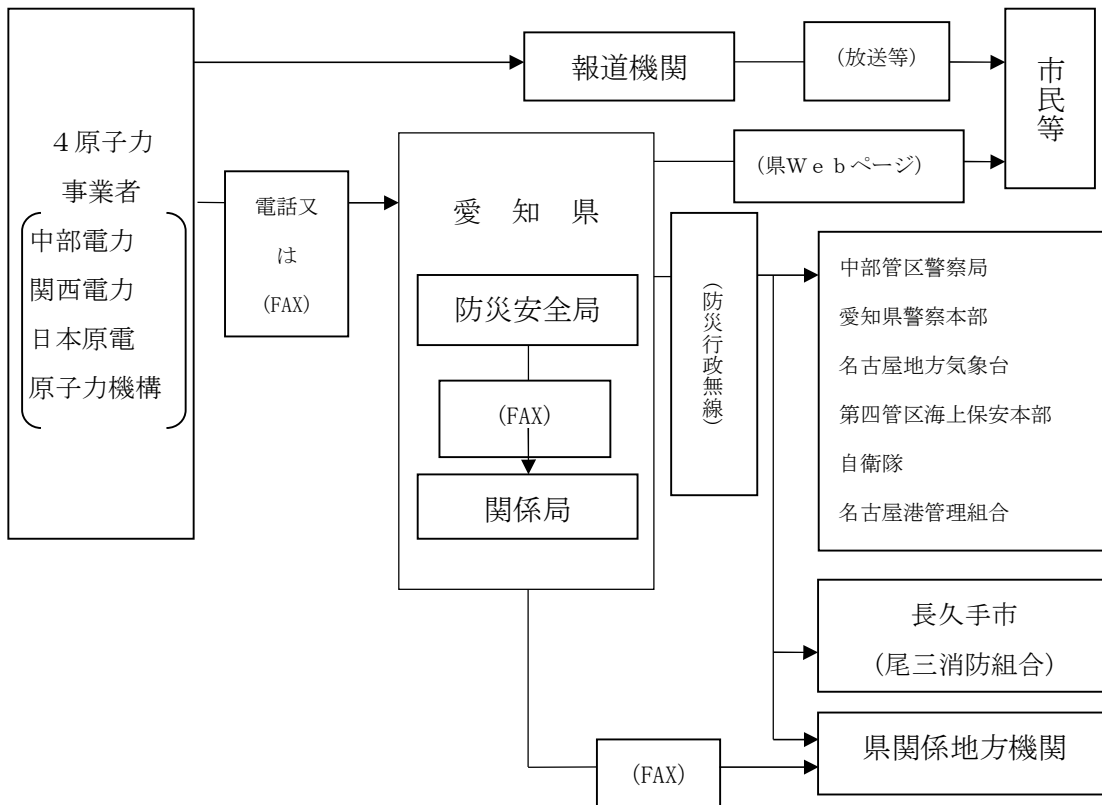 ４原子力
事業者
中部電力
関西電力
日本原電
原子力機構
電話又
は
(FAX)
報道機関
(放送等)
市民等
愛　知　県
防災安全局
(FAX)
関係局
(県Ｗｅｂページ)
(防災行政無線)
中部管区警察局
愛知県警察本部
名古屋地方気象台
第四管区海上保安本部
自衛隊
名古屋港管理組合
長久手市
(尾三消防組合)
県関係地方機関
(FAX)